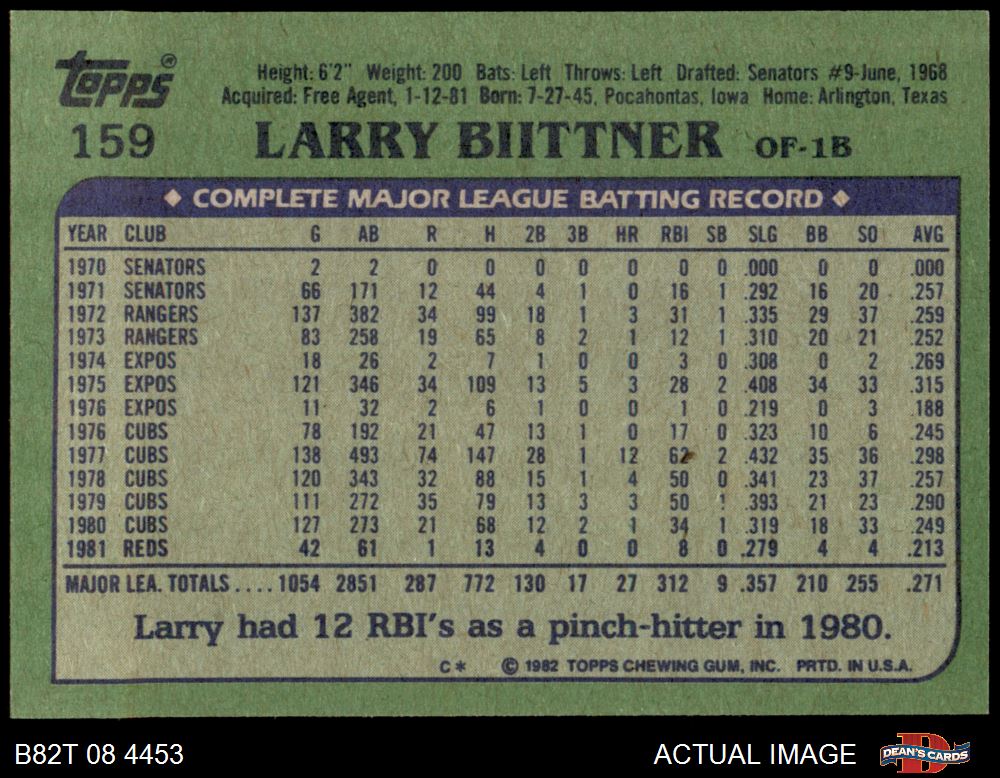 Topps®
Height: 6'2" Weight: 200 Bats: Left Throws: Left Drafted: Senators #9-June, 1968
Acquired: Free Agent, 1-12-81 Born: 7-27-45, Pocahontas, Iowa Home: Arlington, Texas
159 LARRY BIITTNER OF-1B
◆ COMPLETE MAJOR LEAGUE BATTING RECORD ◆
YEAR CLUB G AB R H 2B 3B HR RBI SB SLG BB SO AVG
1970 SENATORS 2 2 0 0 0 0 0 0 0 .000 0 0 .000
1971 SENATORS 66 171 12 44 4 1 0 16 1 .292 16 20 .257
1972 RANGERS 137 382 34 99 18 1 3 31 1 .335 29 37 .259
1973 RANGERS 83 258 19 65 8 2 1 12 1 .310 20 21 .252
1974 EXPOS 18 26 2 7 1 0 0 3 0 .308 0 2 .269
1975 EXPOS 121 346 34 109 13 5 3 28 2 .408 34 33 .315
1976 EXPOS 11 32 2 6 1 0 0 1 0 .219 0 3 .188
1976 CUBS 78 192 21 47 13 1 0 17 0 .323 10 6 .245
1977 CUBS 138 493 74 147 28 1 12 62 2 .432 35 36 .298
1978 CUBS 120 343 32 88 15 1 4 50 0 .341 23 37 .257
1979 CUBS 111 272 35 79 13 3 3 50 .393 21 23 .290
1980 CUBS 127 273 21 68 12 2 1 34 1 .319 18 33 .249
1981 REDS 42 61 1 13 4 0 0 8 0 .279 4 4 .213
MAJOR LEA. TOTALS .... 1054 2851 287 772 130 17 27 312 9 .357 210 255 .271
Larry had 12 RBI's as a pinch-hitter in 1980.
C* © 1982 TOPPS CHEWING GUM, INC. PRTD. IN U.S.A.
B82T 08 4453 ACTUAL IMAGE D DEAN'S CARDS